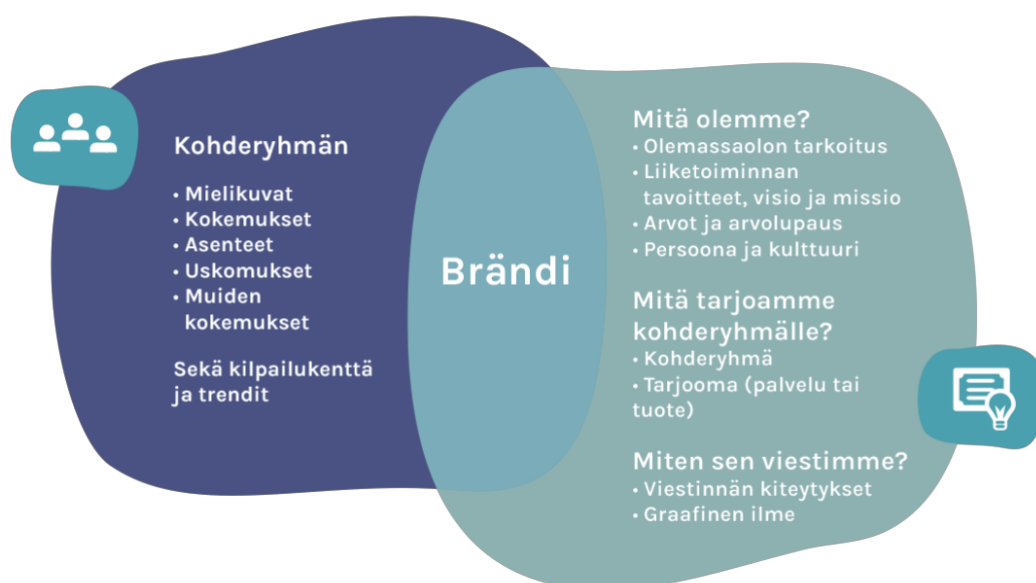 Kohderyhmän
• Mielikuvat
• Kokemukset
• Asenteet
• Uskomukset
• Muiden
kokemukset
Sekä kilpailukenttä
ja trendit
Brändi
Mitä olemme?
• Olemassaolon tarkoitus
• Liiketoiminnan
tavoitteet, visio ja missio
• Arvot ja arvolupaus
• Persoona ja kulttuuri
Mitä tarjoamme
kohderyhmälle?
• Kohderyhmä
• Tarjooma (palvelu tai
tuote)
Miten sen viestimme?
• Viestinnän kiteytykset
• Graafinen ilme